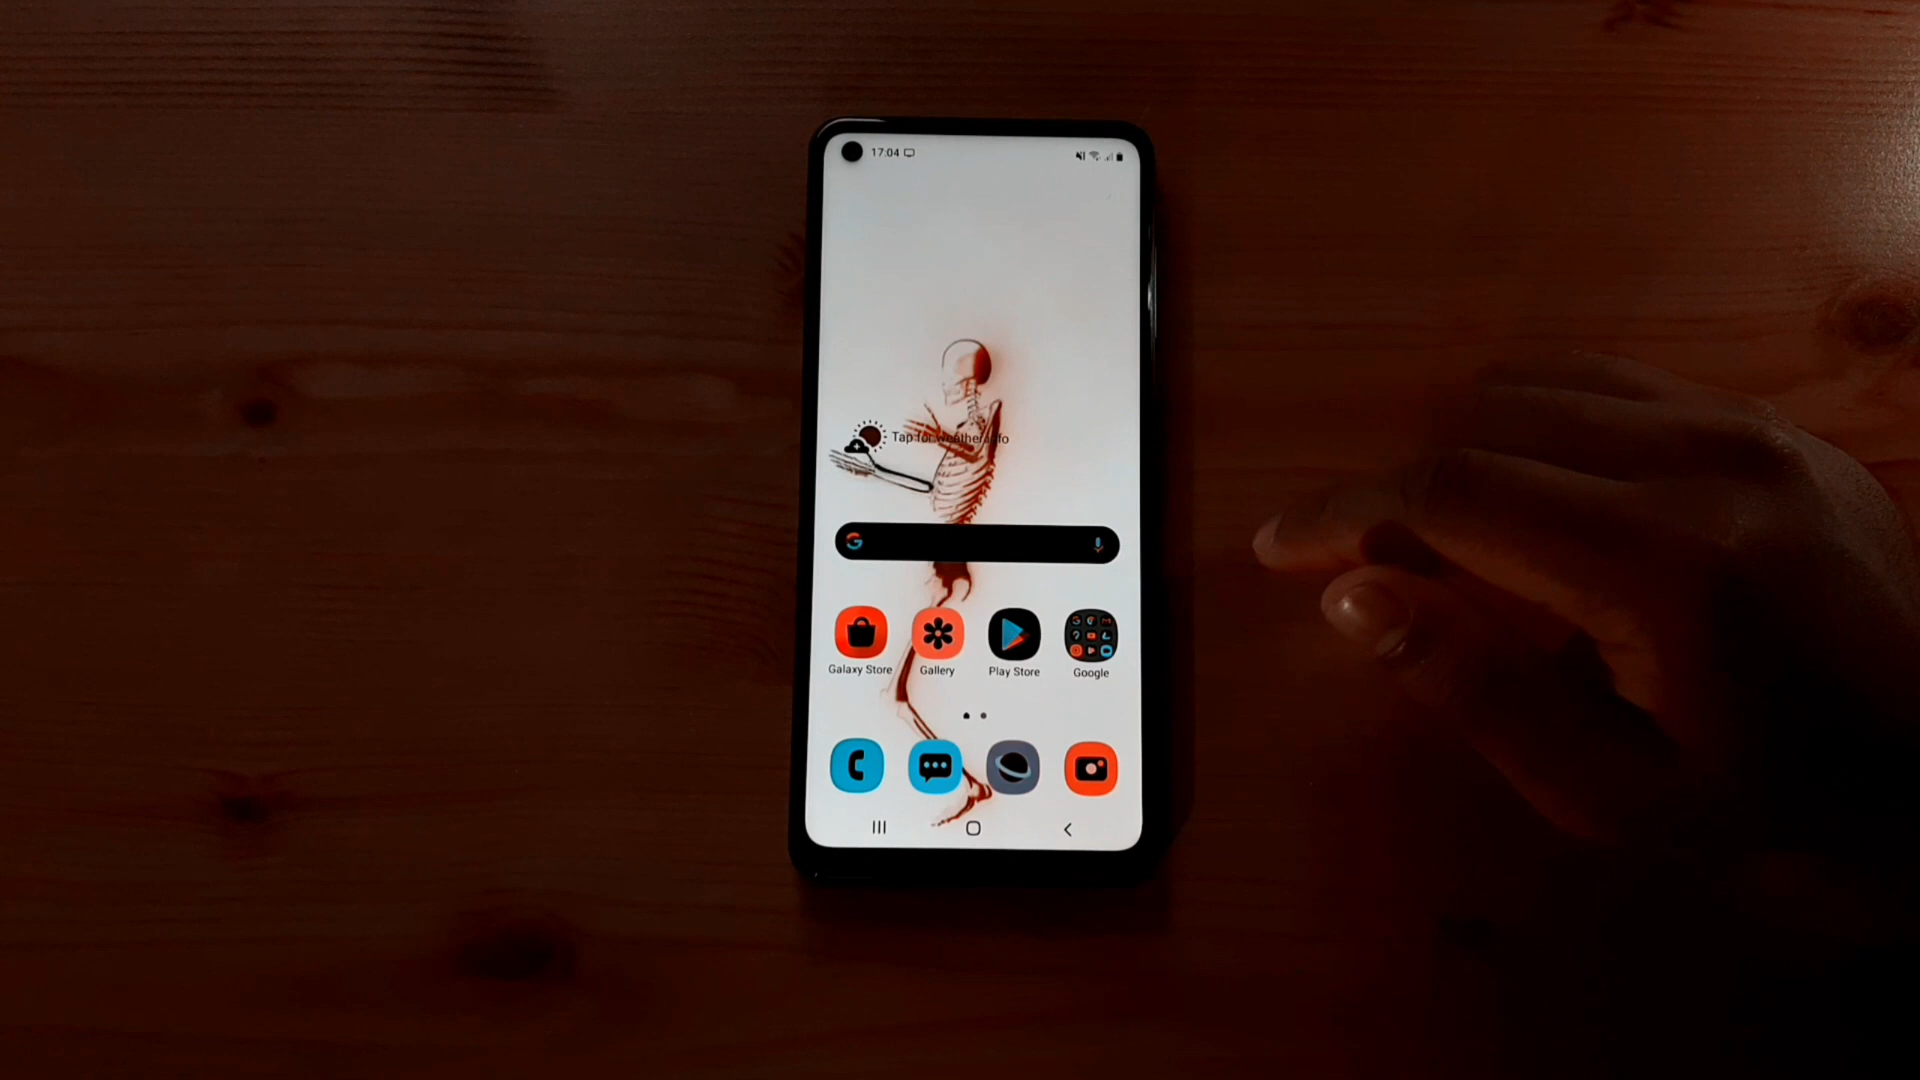 17:04
Tap for weather info
Galaxy Store
Gallery
Play Store
Google